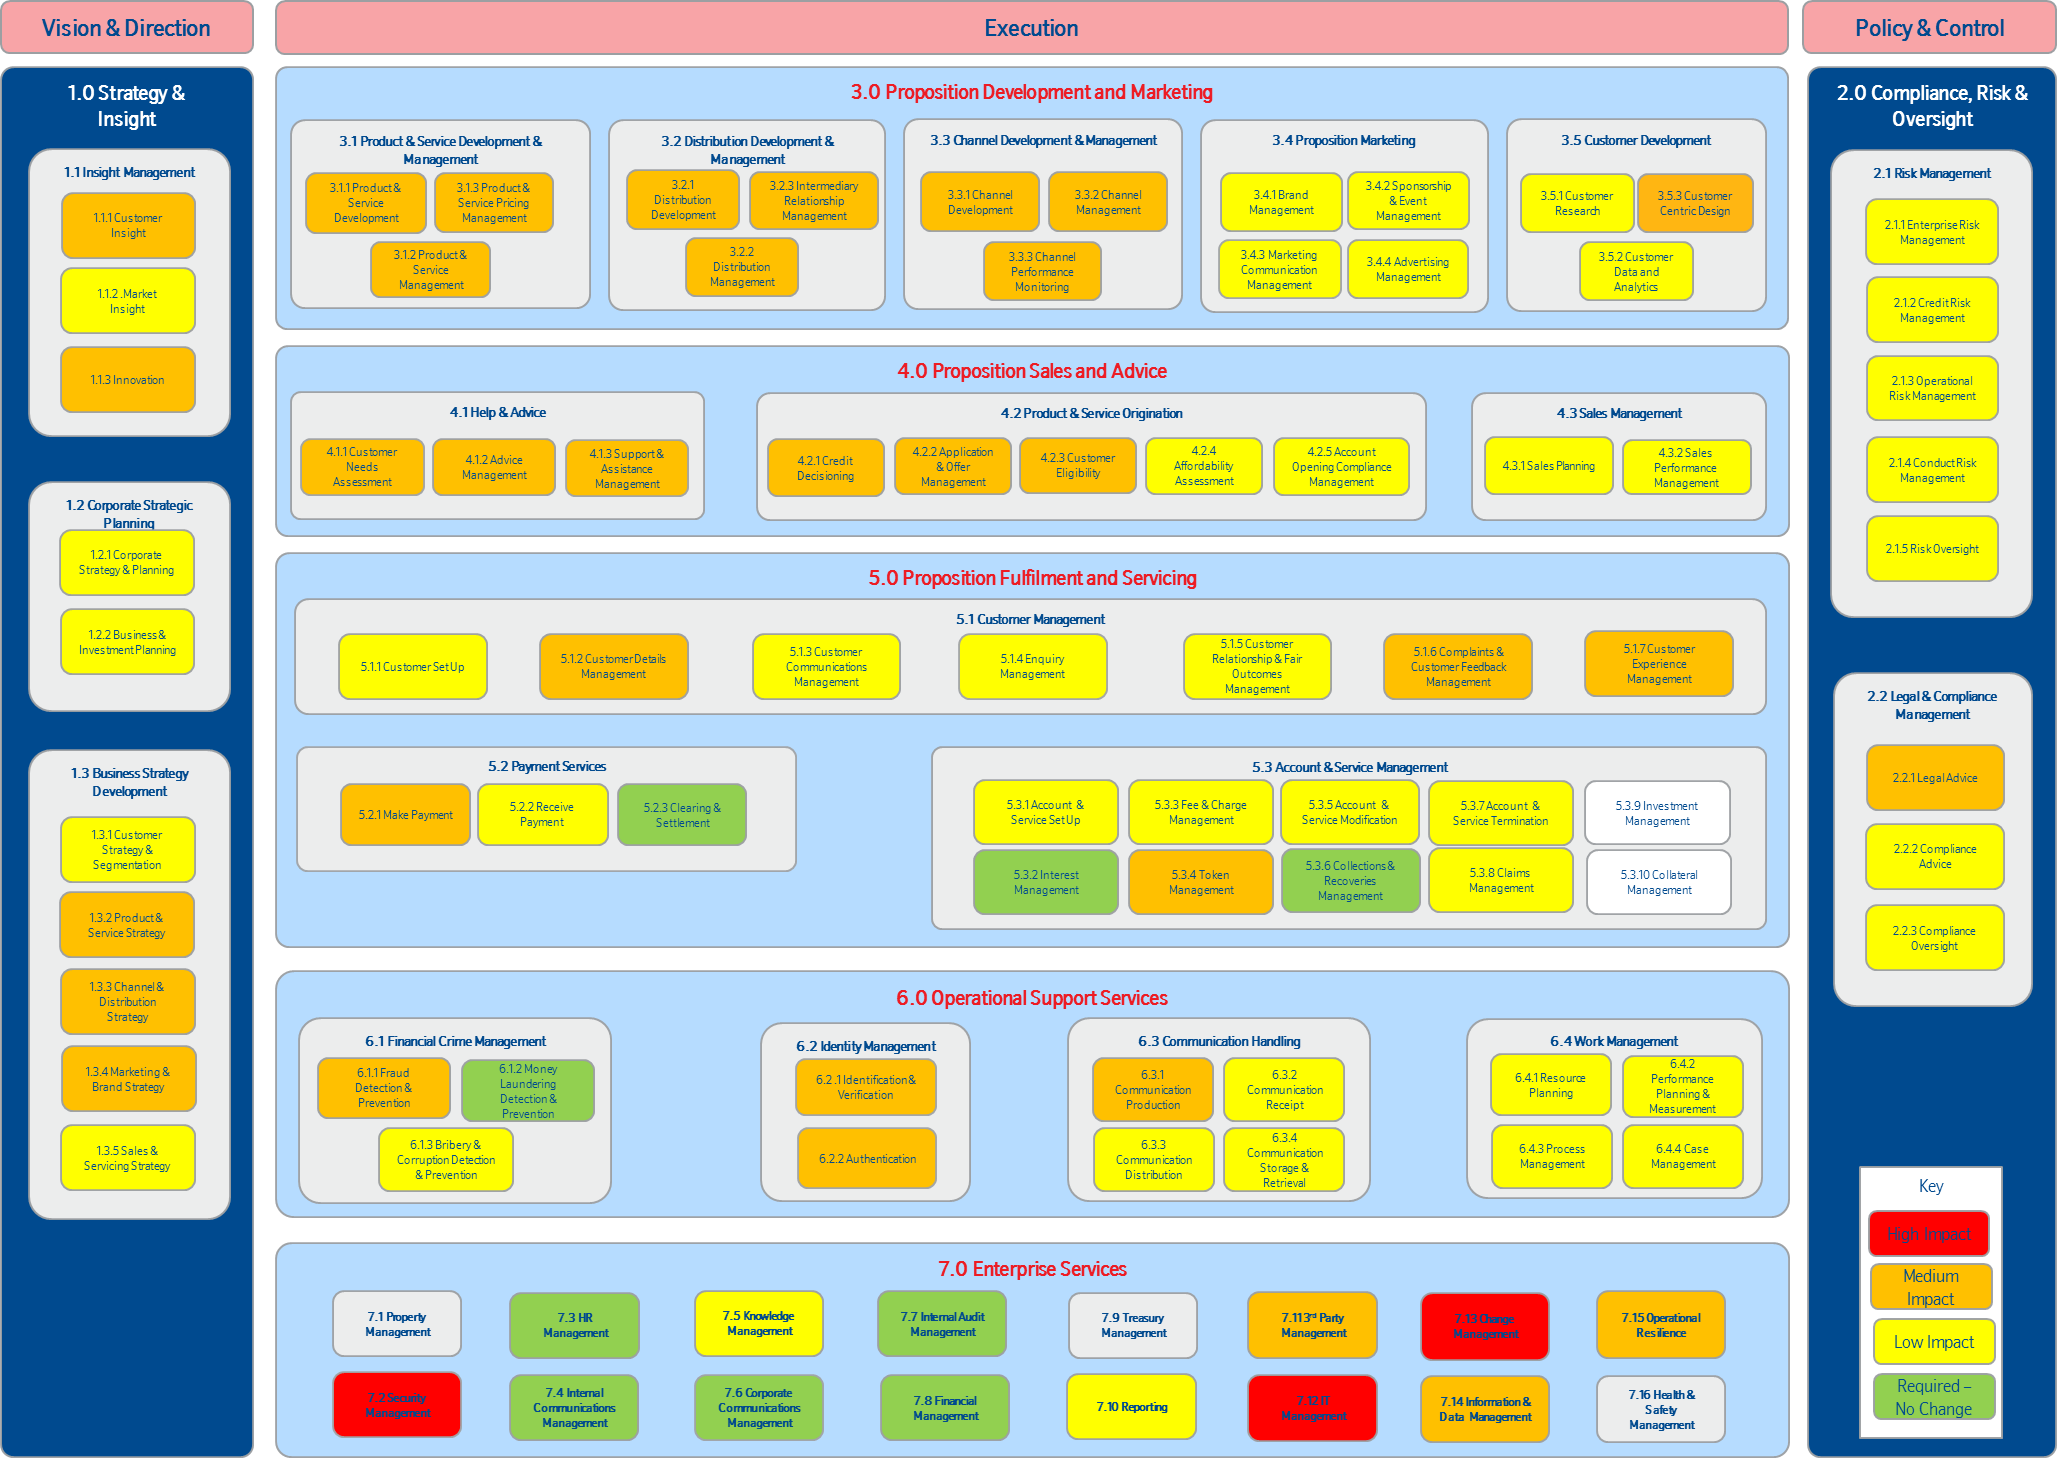 Vision & Direction
Execution
Policy & Control
1.0 Strategy &
Insight
1.1 Insight Management
1.1.1 Customer
Insight
1.1.2 .Market
Insight
1.1.3 Innovation
1.2 Corporate Strategic
Planning
1.2.1 Corporate
Strategy & Planning
1.2.2 Business &
Investment Planning
1.3 Business Strategy
Development
1.3.1 Customer
Strategy &
Segmentation
1.3.2 Product &
Service Strategy
1.3.3 Channel &
Distribution
Strategy
1.3.4 Marketing &
Brand Strategy
1.3.5 Sales &
Servicing Strategy
3.0 Proposition Development and Marketing
3.1 Product & Service Development &
Management
3.1.1 Product &
Service
Development
3.1.3 Product &
Service Pricing
Management
3.1.2 Product &
Service
Management
3.2 Distribution Development &
Management
3.2.1
Distribution
Development
3.2.3 Intermediary
Relationship
Management
3.2.2
Distribution
Management
3.3 Channel Development & Management
3.3.1 Channel
Development
3.3.2 Channel
Management
3.3.3 Channel
Performance
Monitoring
3.4 Proposition Marketing
3.4.1 Brand
Management
3.4.2 Sponsorship
& Event
Management
3.4.3 Marketing
Communication
Management
3.4.4 Advertising
Management
3.5 Customer Development
3.5.1 Customer
Research
3.5.3 Customer
Centric Design
3.5.2 Customer
Data and
Analytics
4.0 Proposition Sales and Advice
4.1 Help & Advice
4.1.1 Customer
Needs
Assessment
4.1.2 Advice
Management
4.1.3 Support &
Assistance
Management
4.2 Product & Service Origination
4.2.1 Credit
Decisioning
4.2.2 Application
& Offer
Management
4.2.3 Customer
Eligibility
4.2.4
Affordability
Assessment
4.2.5 Account
Opening Compliance
Management
4.3 Sales Management
4.3.1 Sales Planning
4.3.2 Sales
Performance
Management
5.0 Proposition Fulfilment and Servicing
5.1 Customer Management
5.1.1 Customer Set Up
5.1.2 Customer Details
Management
5.1.3 Customer
Communications
Management
5.1.4 Enquiry
Management
5.1.5 Customer
Relationship & Fair
Outcomes
Management
5.1.6 Complaints &
Customer Feedback
Management
5.1.7 Customer
Experience
Management
5.2 Payment Services
5.2.1 Make Payment
5.2.2 Receive
Payment
5.2.3 Clearing &
Settlement
5.3 Account & Service Management
5.3.1 Account &
Service Set Up
5.3.3 Fee & Charge
Management
5.3.5 Account &
Service Modification
5.3.7 Account &
Service Termination
5.3.9 Investment
Management
5.3.2 Interest
Management
5.3.4 Token
Management
5.3.6 Collections &
Recoveries
Management
5.3.8 Claims
Management
5.3.10 Collateral
Management
6.0 Operational Support Services
6.1 Financial Crime Management
6.1.1 Fraud
Detection &
Prevention
6.1.2 Money
Laundering
Detection &
Prevention
6.1.3 Bribery &
Corruption Detection
& Prevention
6.2 Identity Management
6.2 .1 Identification &
Verification
6.2.2 Authentication
6.3 Communication Handling
6.3.1
Communication
Production
6.3.2
Communication
Receipt
6.3.3
Communication
Distribution
6.3.4
Communication
Storage &
Retrieval
6.4 Work Management
6.4.1 Resource
Planning
6.4.2
Performance
Planning &
Measurement
6.4.3 Process
Management
6.4.4 Case
Management
7.0 Enterprise Services
7.1 Property
Management
7.3 HR
Management
7.5 Knowledge
Management
7.7 Internal Audit
Management
7.9 Treasury
Management
7.11 3rd Party
Management
7.13 Change
Management
7.15 Operational
Resilience
7.2 Security
Management
7.4 Internal
Communications
Management
7.6 Corporate
Communications
Management
7.8 Financial
Management
7.10 Reporting
7.12 IT
Management
7.14 Information &
Data Management
7.16 Health &
Safety
Management
2.0 Compliance, Risk &
Oversight
2.1 Risk Management
2.1.1 Enterprise Risk
Management
2.1.2 Credit Risk
Management
2.1.3 Operational
Risk Management
2.1.4 Conduct Risk
Management
2.1.5 Risk Oversight
2.2 Legal & Compliance
Management
2.2.1 Legal Advice
2.2.2 Compliance
Advice
2.2.3 Compliance
Oversight
Key
High Impact
Medium
Impact
Low Impact
Required –
No Change